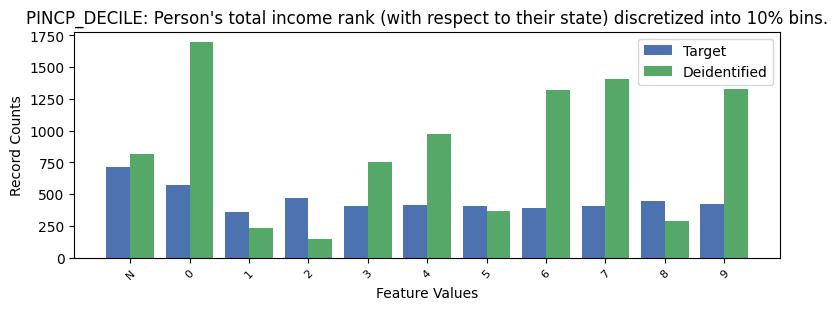 PINCP_DECILE: Person's total income rank (with respect to their state) discretized into 10% bins.
Target
Deidentified
Record Counts
1750
1500
1250
1000
750
500
250
0
N 0 1 2 3 4 5 6 7 8 9
Feature Values